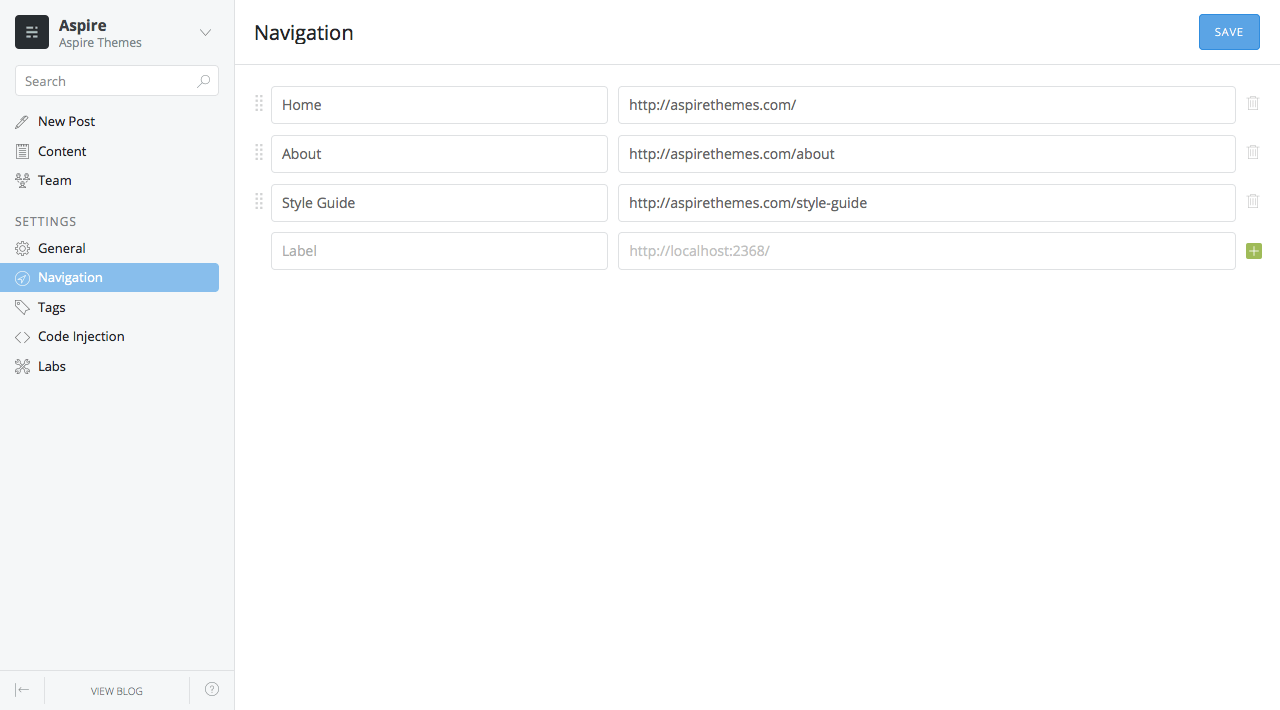 Aspire
Aspire Themes
Search
New Post
Content
Team
SETTINGS
General
Navigation
Tags
Code Injection
Labs
VIEW BLOG
Navigation
SAVE
Home http://aspirethemes.com/
About http://aspirethemes.com/about
Style Guide http://aspirethemes.com/style-guide
Label http://localhost:2368/